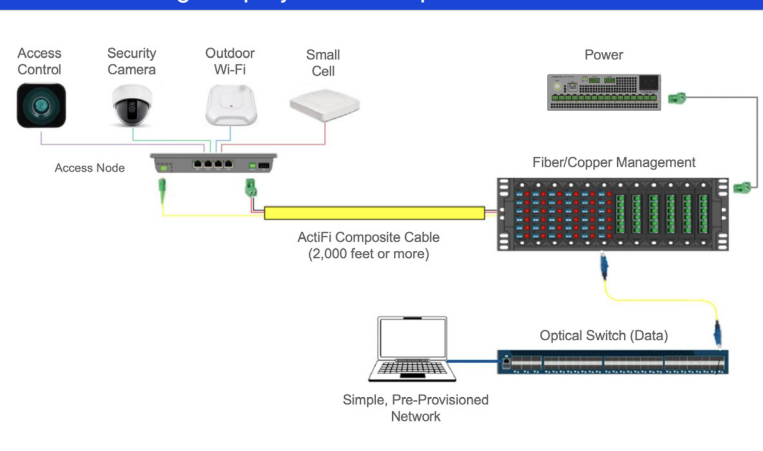 Access
Control
Security
Camera
Outdoor
Wi-Fi
Small
Cell
Power
Access Node
Fiber/Copper Management
ActiFi Composite Cable
(2,000 feet or more)
Optical Switch (Data)
Simple, Pre-Provisioned
Network